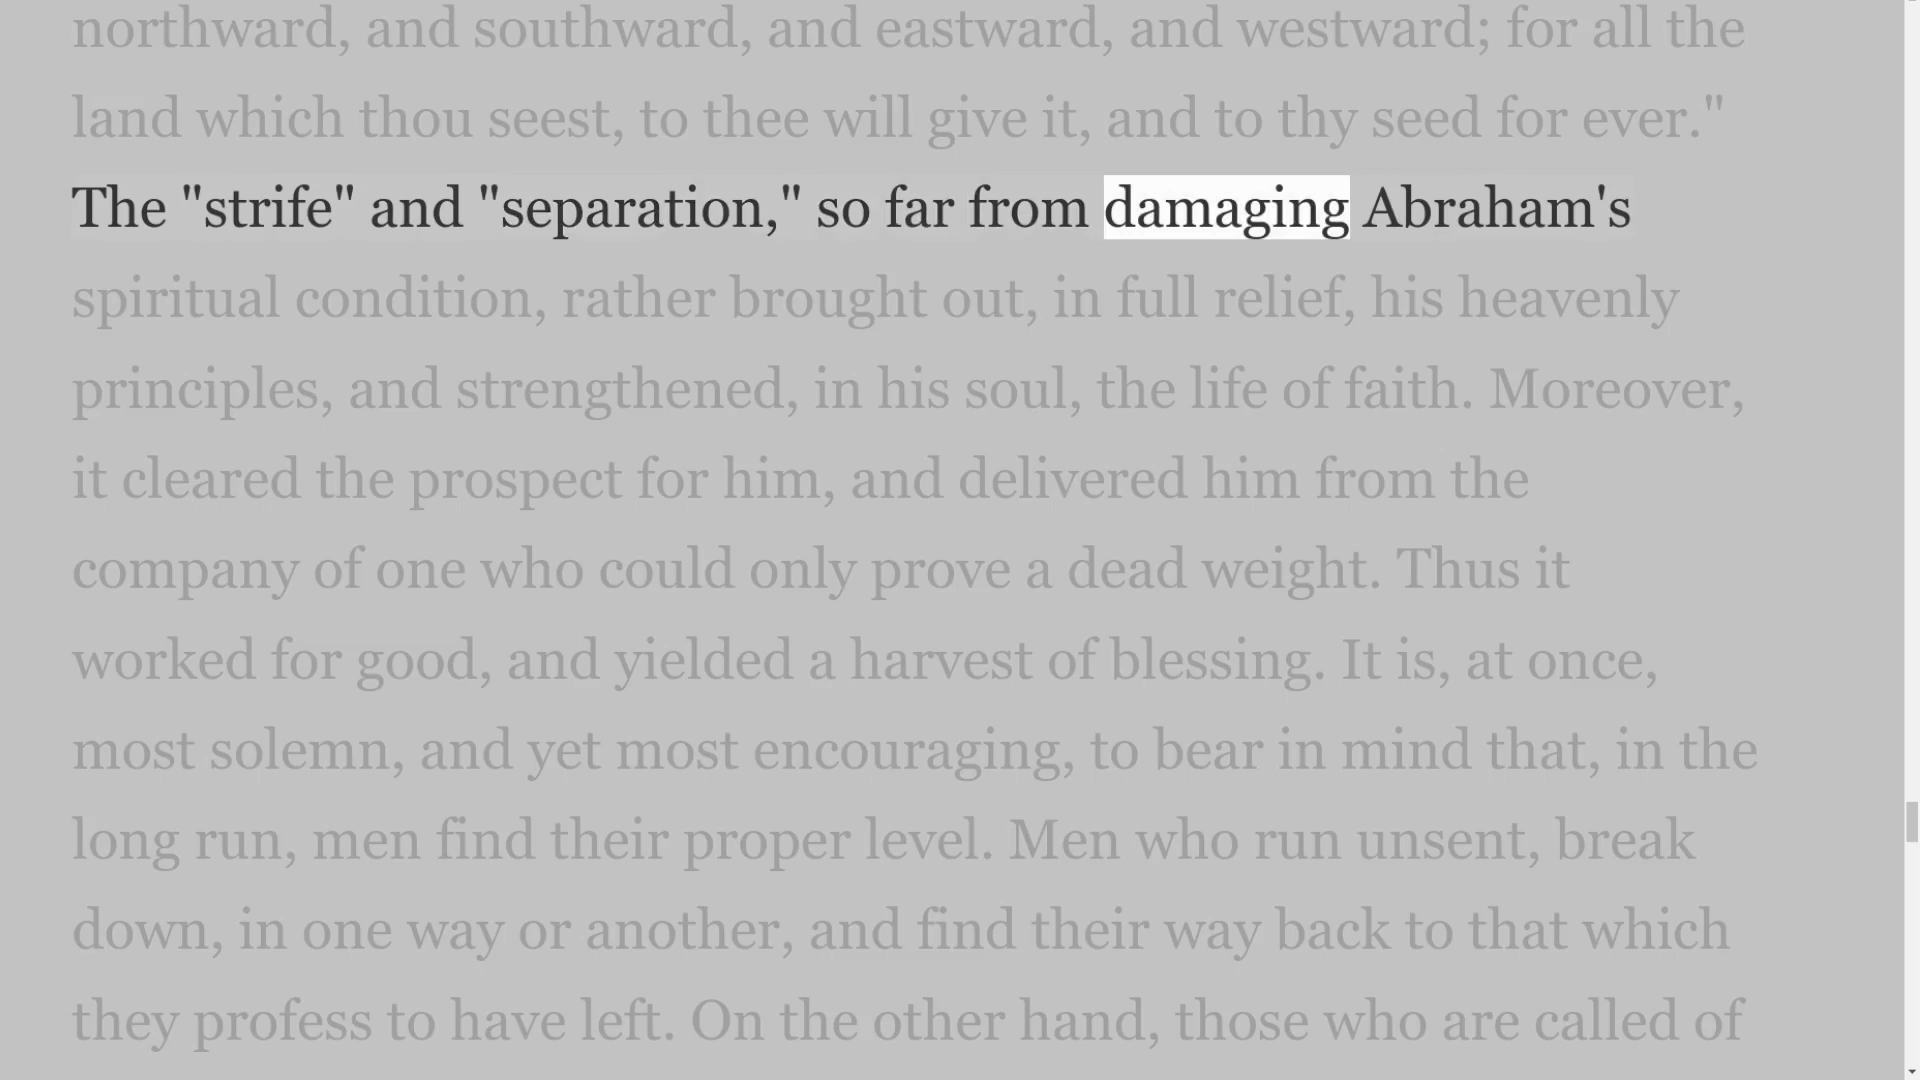 northward, and southward, and eastward, and westward; for all the
land which thou seest, to thee will give it, and to thy seed for ever."
The "strife" and "separation," so far from damaging Abraham's
spiritual condition, rather brought out, in full relief, his heavenly
principles, and strengthened, in his soul, the life of faith. Moreover,
it cleared the prospect for him, and delivered him from the
company of one who could only prove a dead weight. Thus it
worked for good, and yielded a harvest of blessing. It is, at once,
most solemn, and yet most encouraging, to bear in mind that, in the
long run, men find their proper level. Men who run unsent, break
down, in one way or another, and find their way back to that which
they profess to have left. On the other hand, those who are called of